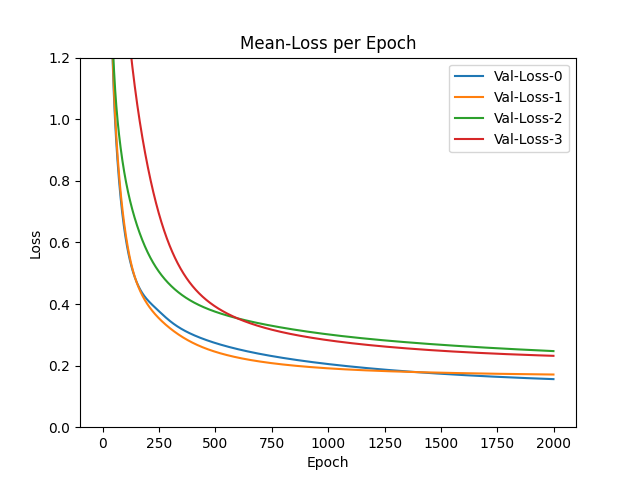 Mean-Loss per Epoch
1.2
1.0
0.8
0.6
0.4
0.2
0.0
Loss
Val-Loss-0
Val-Loss-1
Val-Loss-2
Val-Loss-3
0 250 500 750 1000 1250 1500 1750 2000
Epoch